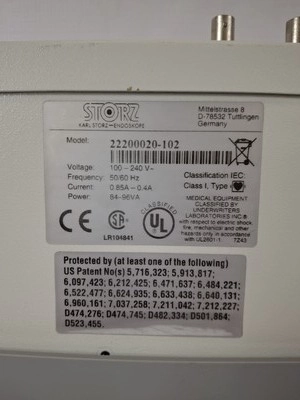 STORZ
KARL STORZ - ENDOSKOPE
Mittelstrasse 8
D-78532 Tuttlingen
Germany
Model: 22200020-102
Voltage: 100 - 240 V~
Frequency: 50/60 Hz
Current: 0.85A - 0.4A
Power: 84-96VA
Classification IEC:
Class I, Type
CE
SA
UL
LR104841
MEDICAL EQUIPMENT
CLASSIFIED BY
UNDERWRITERS
LABORATORIES INC.®
with respect to electric shock,
fire, mechanical and other
hazards only in accordance
with UL2601-1 7Z43
Protected by (at least one of the following)
US Patent No(s) 5,716,323; 5,913,817;
6,097,423; 6,212,425; 6,471,637; 6,484,221;
6,522,477; 6,624,935; 6,633,438; 6,640,131;
6,960,161; 7,037,258; 7,211,042; 7,212,227;
D474,276; D474,745; D482,334; D501,864;
D523,455.